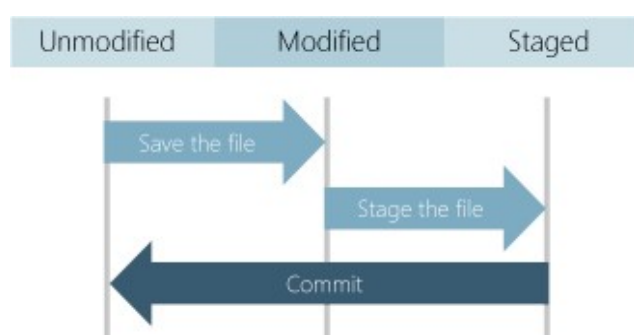 Unmodified Modified Staged
Save the file
Stage the file
Commit